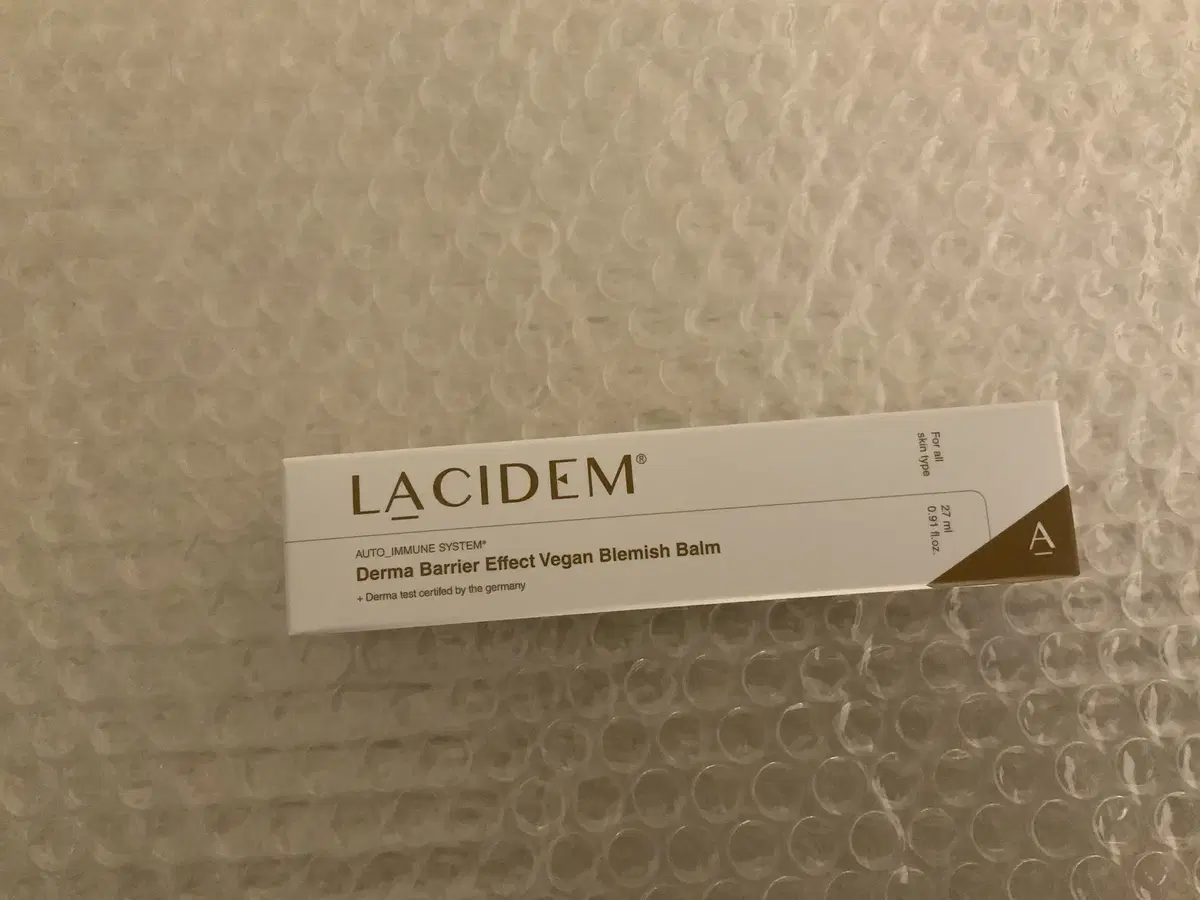 LACIDEM®
AUTO_IMMUNE SYSTEM®
Derma Barrier Effect Vegan Blemish Balm
+ Derma test certifed by the germany
For all
skin type
27 ml
0.91 fl.oz.
A